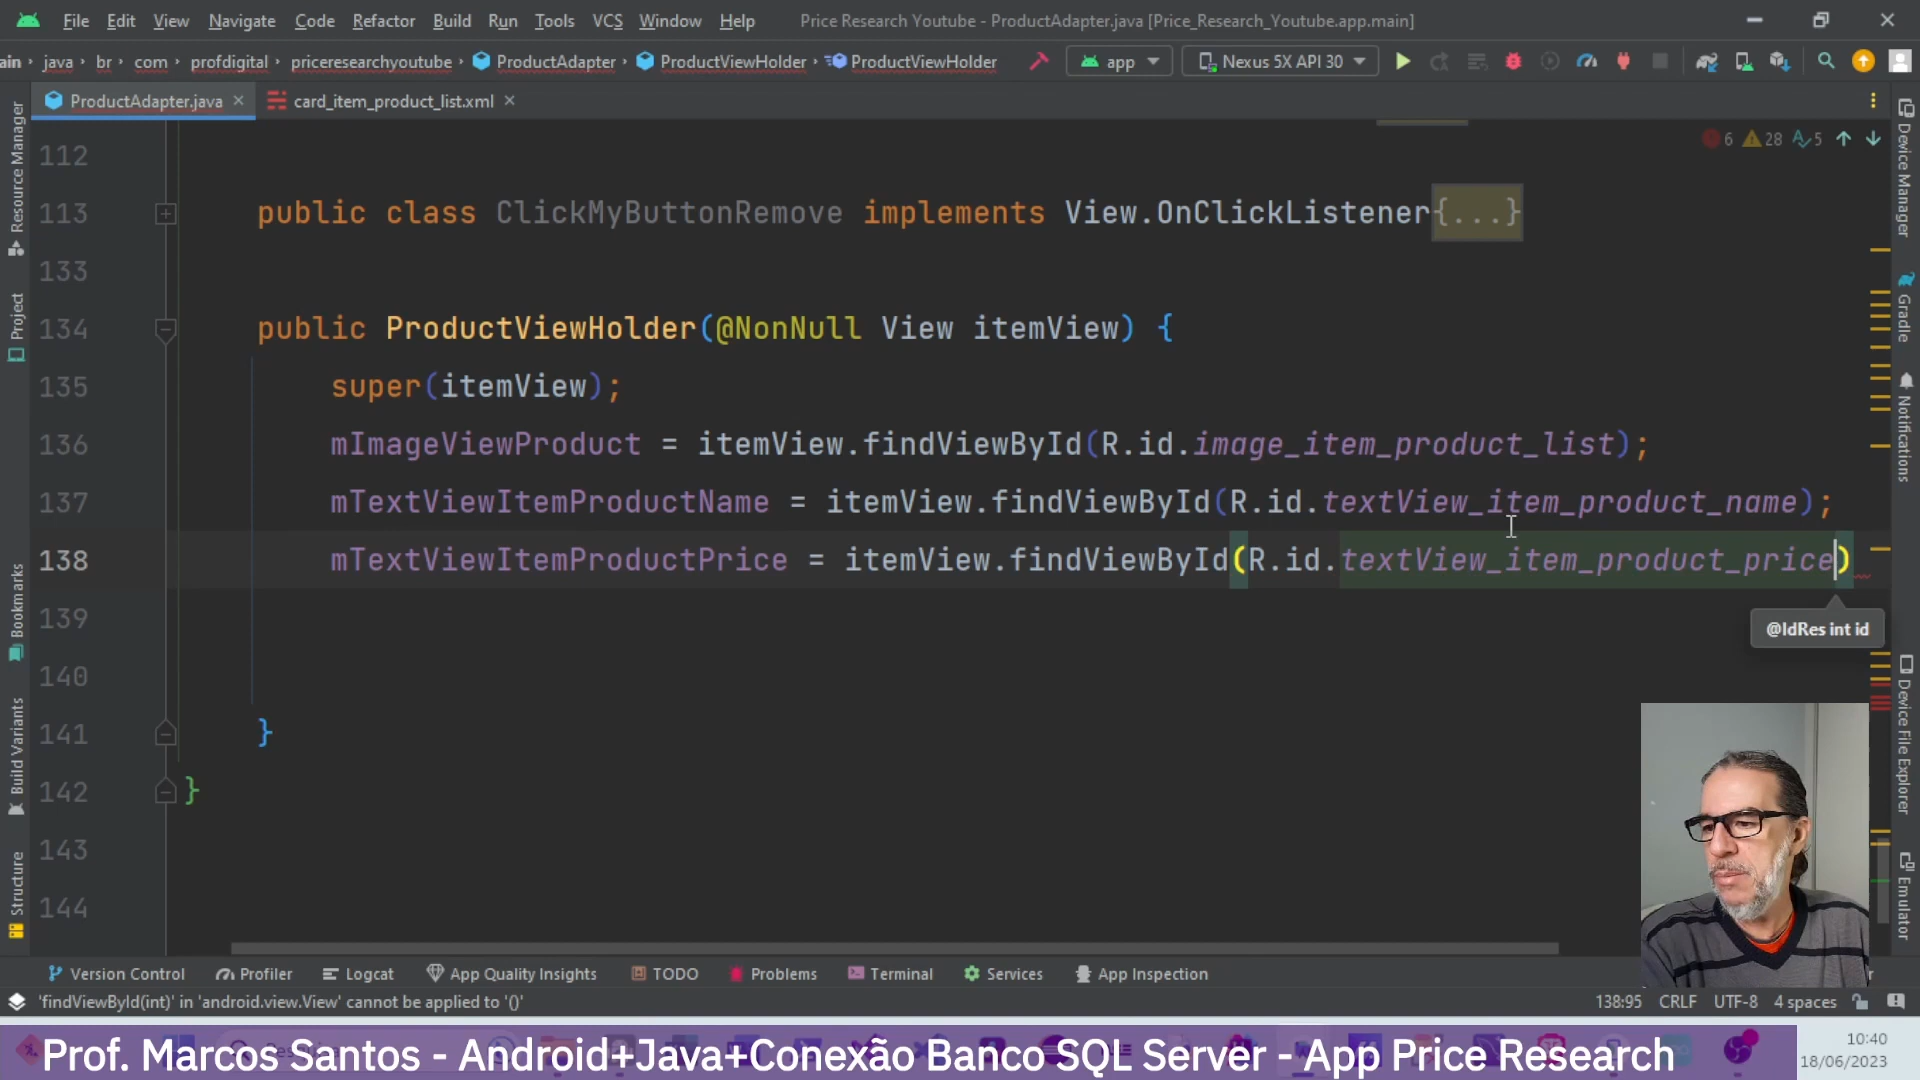 File Edit View Navigate Code Refactor Build Run Tools VCS Window Help Price Research Youtube - ProductAdapter.java [Price_Research_Youtube.app.main]
ain › java › br › com › profdigital › priceresearchyoutube › ProductAdapter › ProductViewHolder › ProductViewHolder app Nexus 5X API 30
ProductAdapter.java card_item_product_list.xml
6 28 5
112
113 public class ClickMyButtonRemove implements View.OnClickListener{...}
133
134 public ProductViewHolder(@NonNull View itemView) {
135 super(itemView);
136 mImageViewProduct = itemView.findViewById(R.id.image_item_product_list);
137 mTextViewItemProductName = itemView.findViewById(R.id.textView_item_product_name);
138 mTextViewItemProductPrice = itemView.findViewById(R.id.textView_item_product_price)
139
@IdRes int id
140
141 }
142 }
143
144
Resource Manager
Project
Bookmarks
Build Variants
Structure
Device Manager
Gradle
Notifications
Device File Explorer
Emulator
Version Control Profiler Logcat App Quality Insights TODO Problems Terminal Services App Inspection
'findViewById(int)' in 'android.view.View' cannot be applied to '()' 138:95 CRLF UTF-8 4 spaces
Prof. Marcos Santos - Android+Java+Conexão Banco SQL Server - App Price Research
10:40
18/06/2023